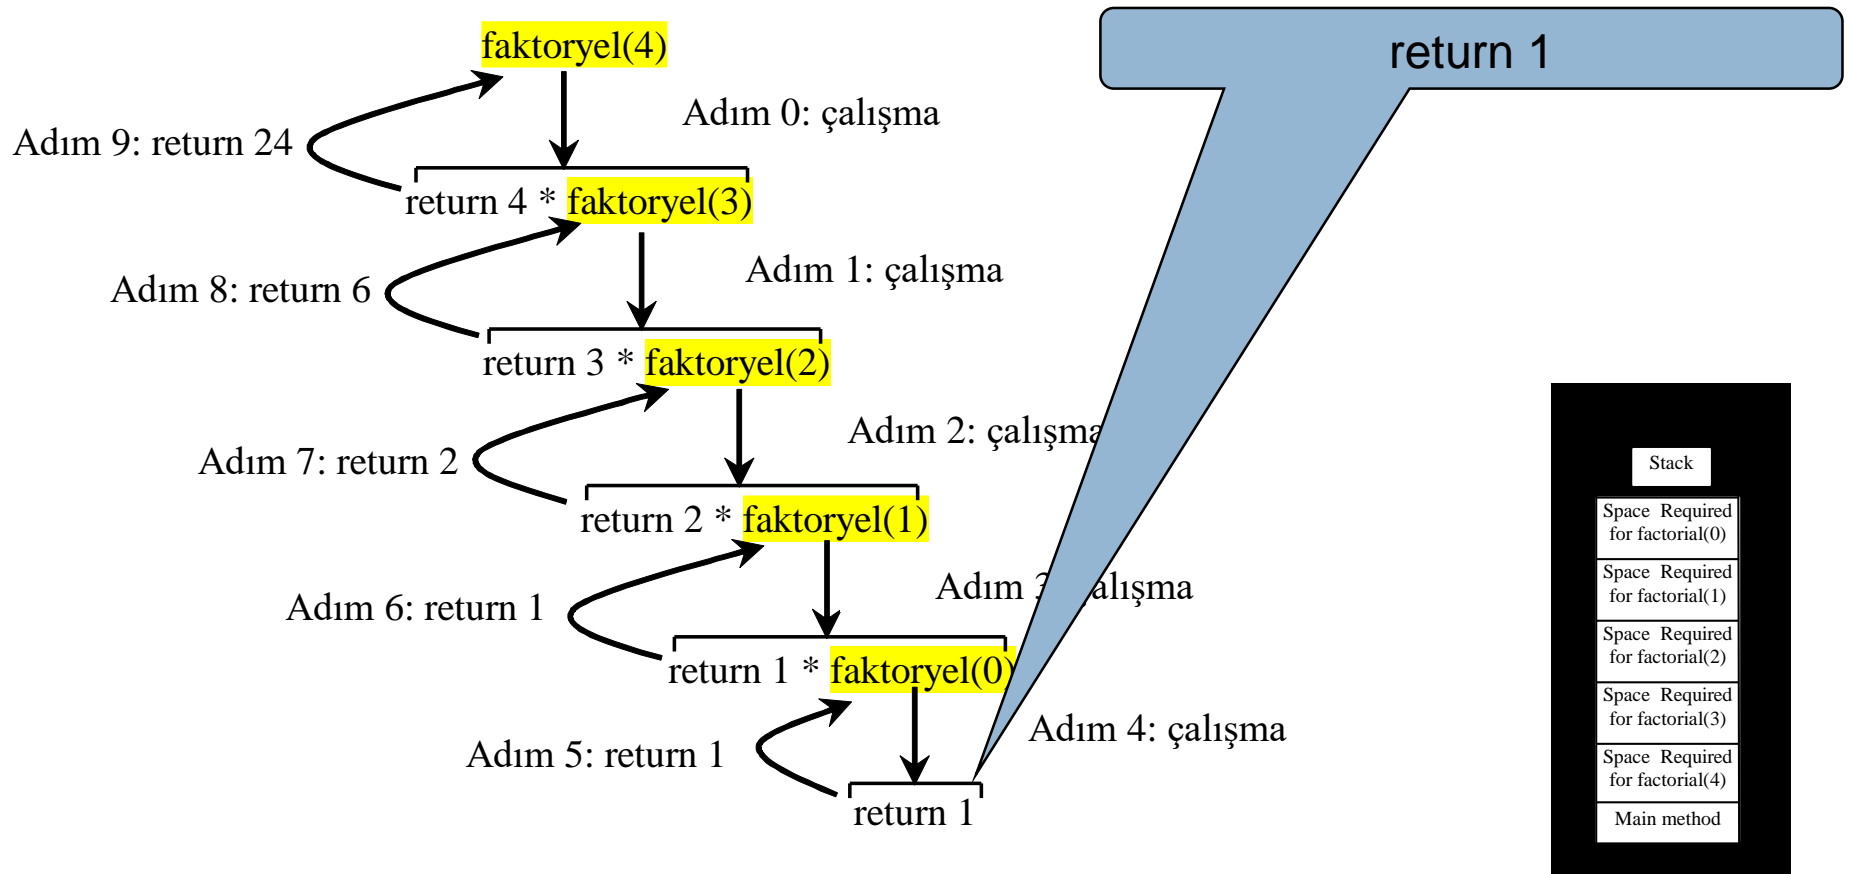 return 1
faktoryel(4)
Adım 0: çalışma
Adım 9: return 24
return 4 * faktoryel(3)
Adım 1: çalışma
Adım 8: return 6
return 3 * faktoryel(2)
Adım 2: çalışma
Adım 7: return 2
return 2 * faktoryel(1)
Adım 3: çalışma
Adım 6: return 1
return 1 * faktoryel(0)
Adım 4: çalışma
Adım 5: return 1
return 1
Stack
Space Required
for factorial(0)
Space Required
for factorial(1)
Space Required
for factorial(2)
Space Required
for factorial(3)
Space Required
for factorial(4)
Main method